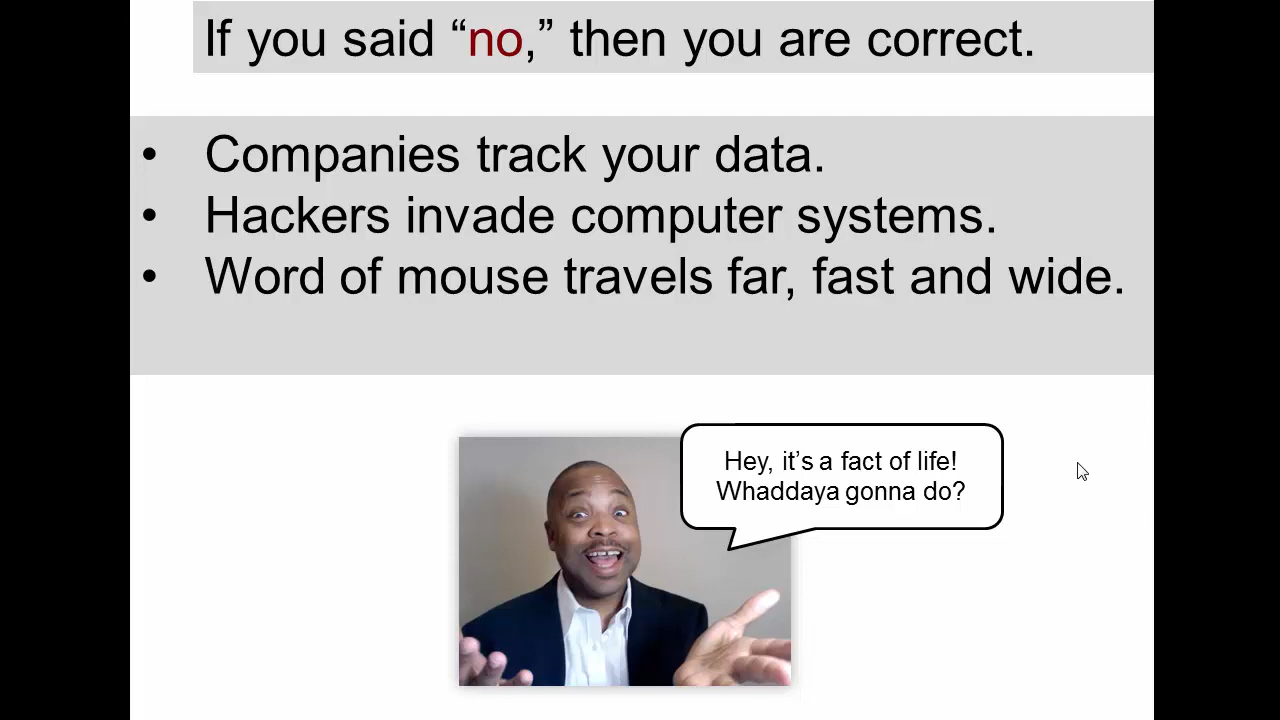 If you said “no,” then you are correct.
• Companies track your data.
• Hackers invade computer systems.
• Word of mouse travels far, fast and wide.
Hey, it’s a fact of life!
Whaddaya gonna do?